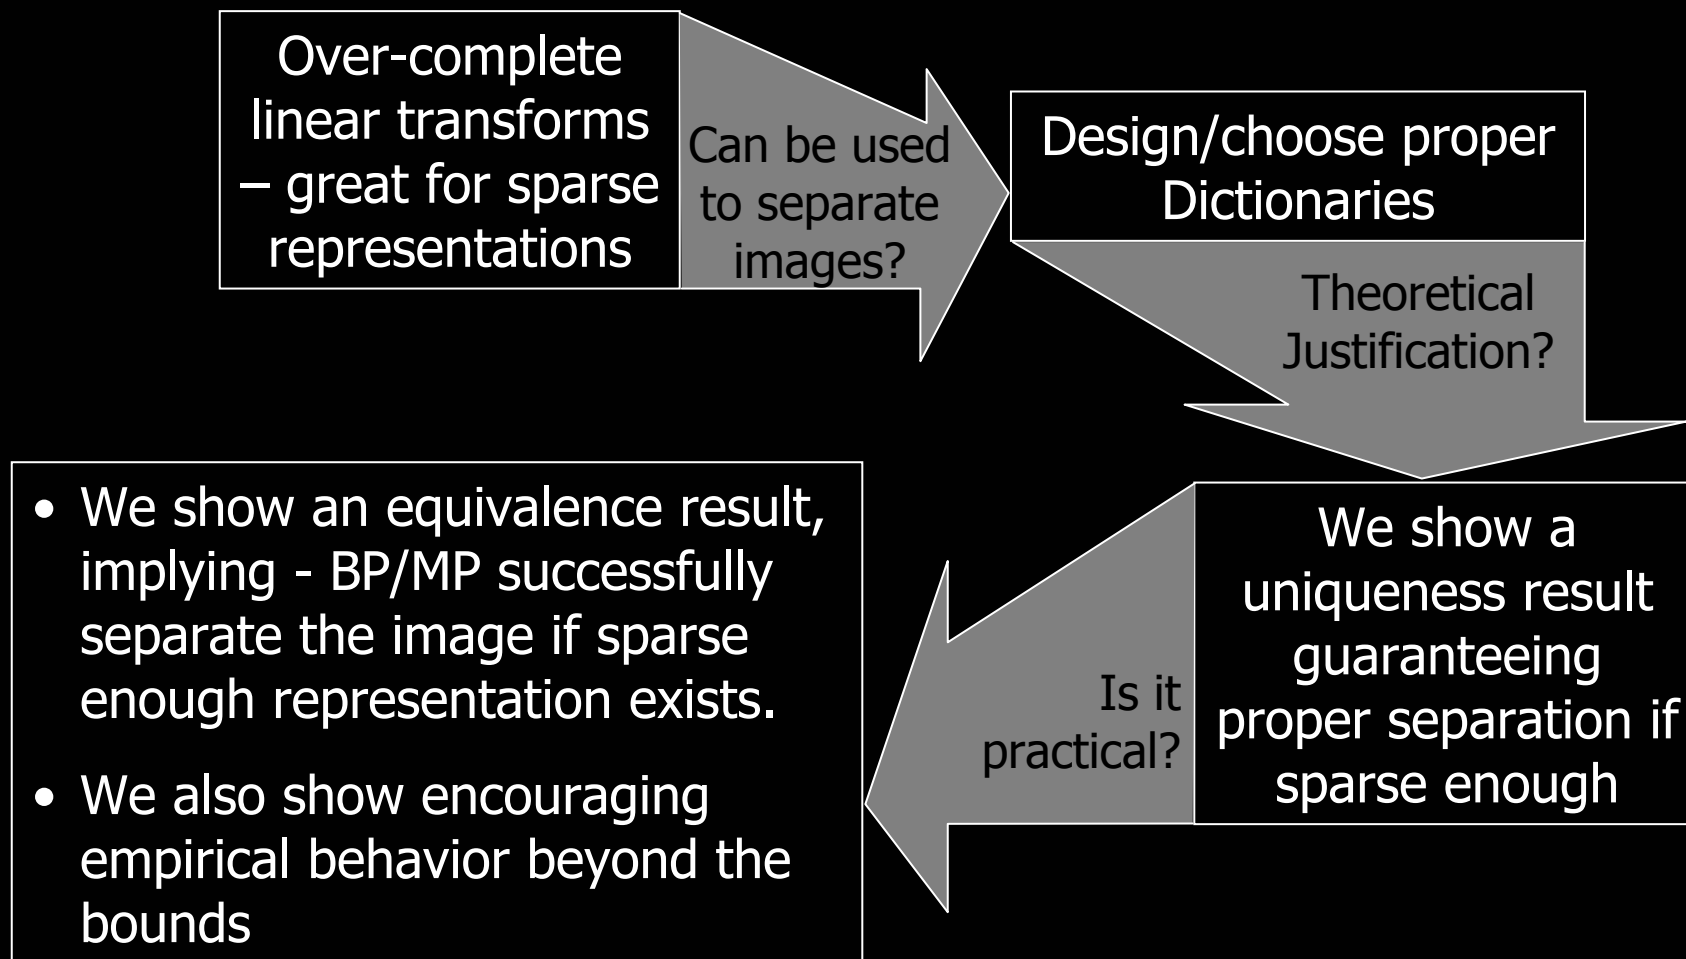 Over-complete
linear transforms
– great for sparse
representations
Can be used
to separate
images?
Design/choose proper
Dictionaries
Theoretical
Justification?
We show a
uniqueness result
guaranteeing
proper separation if
sparse enough
Is it
practical?
• We show an equivalence result,
implying - BP/MP successfully
separate the image if sparse
enough representation exists.
• We also show encouraging
empirical behavior beyond the
bounds